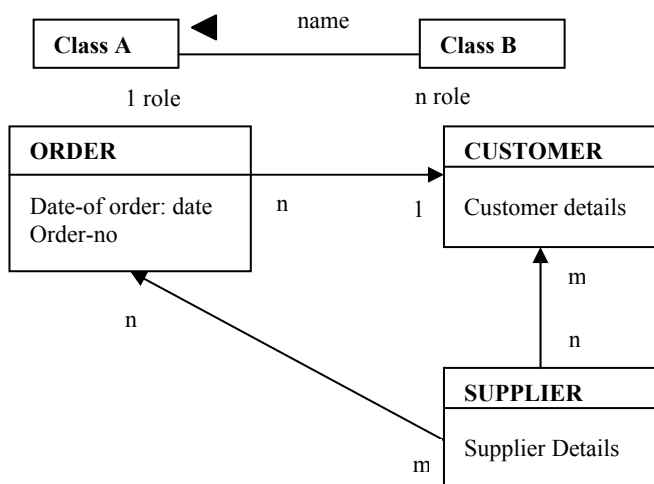 name
Class A
Class B
1 role
n role
ORDER
CUSTOMER
Date-of order: date
Order-no
n
1
Customer details
m
n
n
SUPPLIER
Supplier Details
m